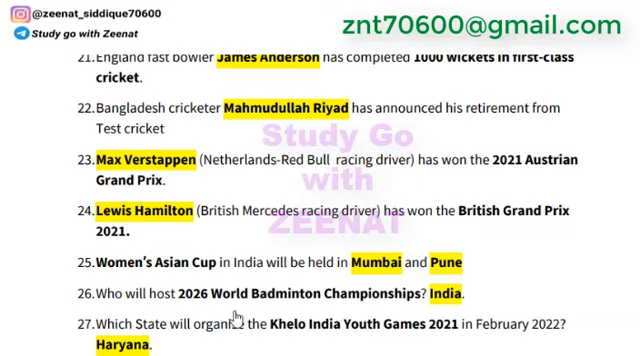 @zeenat_siddique70600
Study go with Zeenat
znt70600@gmail.com
21. England fast bowler James Anderson has completed 1000 wickets in first-class
cricket.
22. Bangladesh cricketer Mahmudullah Riyad has announced his retirement from
Test cricket
Study Go
with
ZEENAT
23. Max Verstappen (Netherlands-Red Bull racing driver) has won the 2021 Austrian
Grand Prix.
24. Lewis Hamilton (British Mercedes racing driver) has won the British Grand Prix
2021.
25. Women's Asian Cup in India will be held in Mumbai and Pune
26. Who will host 2026 World Badminton Championships? India.
27. Which State will organize the Khelo India Youth Games 2021 in February 2022?
Haryana.